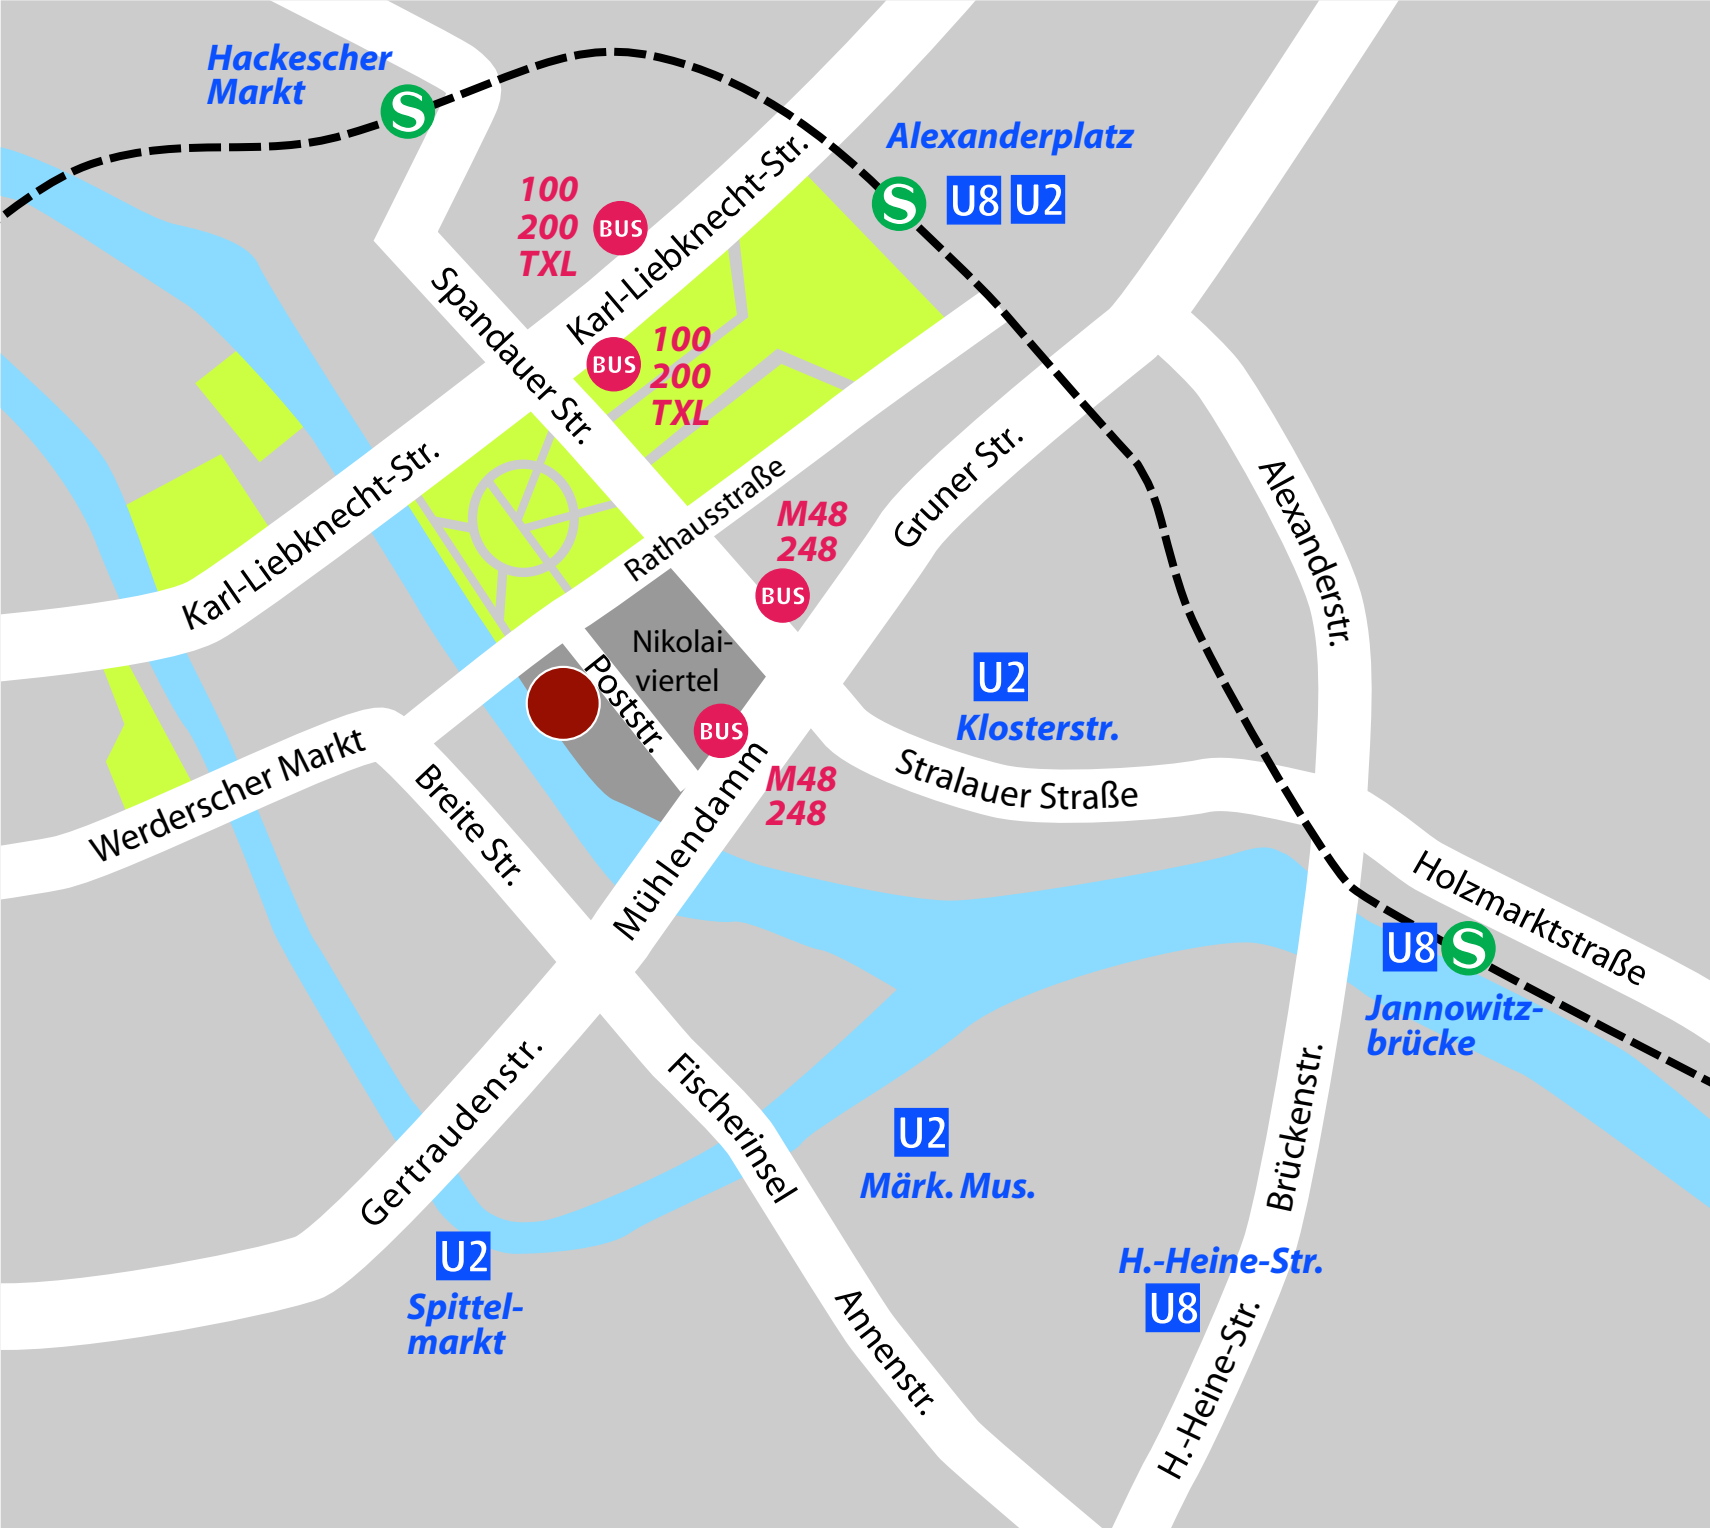 Hackescher
Markt
S
Alexanderplatz
S
U8 U2
100
200
TXL
BUS
Karl-Liebknecht-Str.
Spandauer Str.
BUS
100
200
TXL
Karl-Liebknecht-Str.
Rathausstraße
Gruner Str.
Alexanderstr.
M48
248
BUS
Nikolai-
viertel
Poststr.
BUS
M48
248
U2
Klosterstr.
Werderscher Markt
Breite Str.
Mühlendamm
Stralauer Straße
Holzmarktstraße
U8
S
Jannowitz-
brücke
Gertraudenstr.
Fischerinsel
Brückenstr.
U2
Märk. Mus.
U2
Spittel-
markt
H.-Heine-Str.
U8
Annenstr.
H.-Heine-Str.